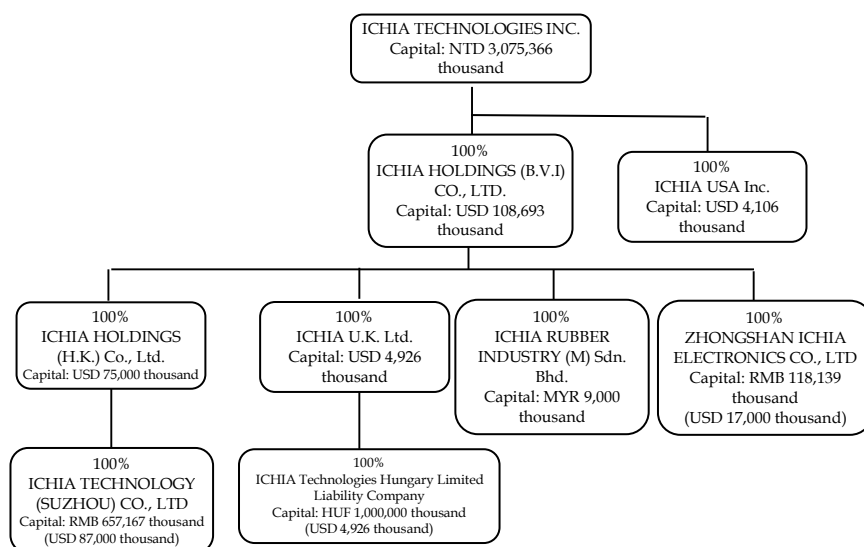 ICHIA TECHNOLOGIES INC.
Capital: NTD 3,075,366
thousand
100%
ICHIA HOLDINGS (B.V.I)
CO., LTD.
Capital: USD 108,693
thousand
100%
ICHIA USA Inc.
Capital: USD 4,106
thousand
100%
ICHIA HOLDINGS
(H.K.) Co., Ltd.
Capital: USD 75,000 thousand
100%
ICHIA U.K. Ltd.
Capital: USD 4,926
thousand
100%
ICHIA RUBBER
INDUSTRY (M) Sdn.
Bhd.
Capital: MYR 9,000
thousand
100%
ZHONGSHAN ICHIA
ELECTRONICS CO., LTD
Capital: RMB 118,139
thousand
(USD 17,000 thousand)
100%
ICHIA TECHNOLOGY
(SUZHOU) CO., LTD
Capital: RMB 657,167 thousand
(USD 87,000 thousand)
100%
ICHIA Technologies Hungary Limited
Liability Company
Capital: HUF 1,000,000 thousand
(USD 4,926 thousand)